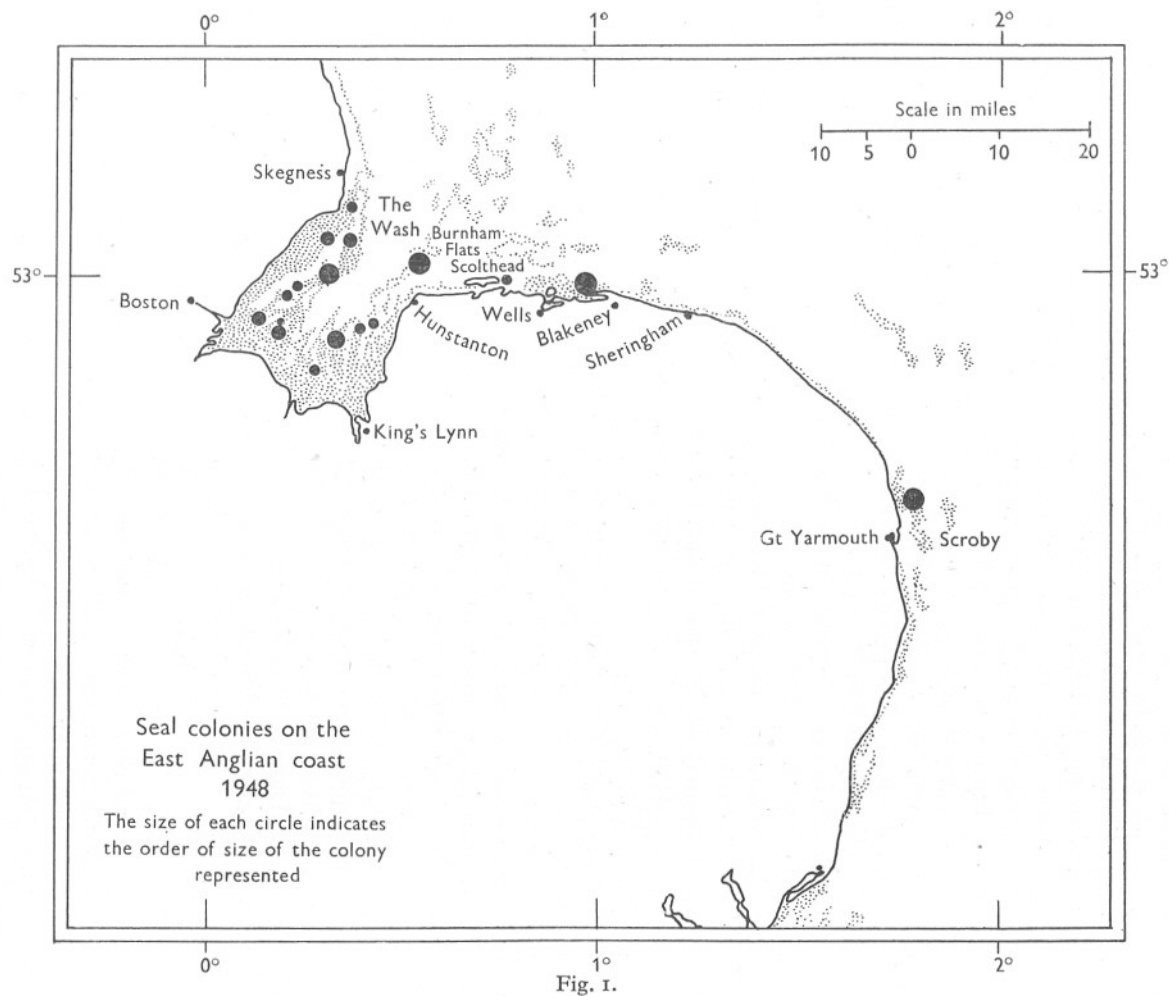 0° 1° 2°
Scale in miles
10 5 0 10 20
Skegness
The
Wash
Burnham
Flats
Scolthead
53° 53°
Boston
Hunstanton
Wells
Blakeney
Sheringham
King's Lynn
Gt Yarmouth
Scroby
Seal colonies on the
East Anglian coast
1948
The size of each circle indicates
the order of size of the colony
represented
0° 1° 2°
Fig. 1.